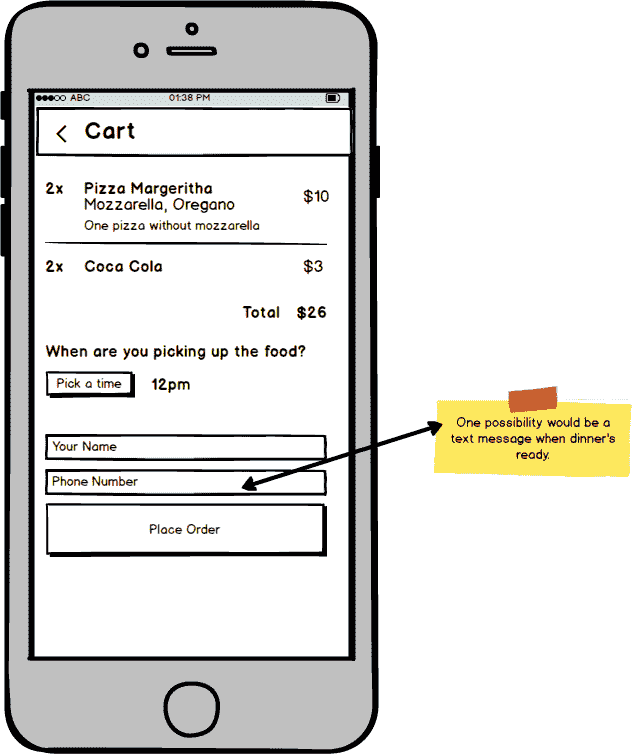 ABC 01:38 PM
Cart
2x Pizza Margeritha $10
Mozzarella, Oregano
One pizza without mozzarella
2x Coca Cola $3
Total $26
When are you picking up the food?
Pick a time 12pm
Your Name
Phone Number
Place Order
One possibility would be a
text message when dinner's
ready.